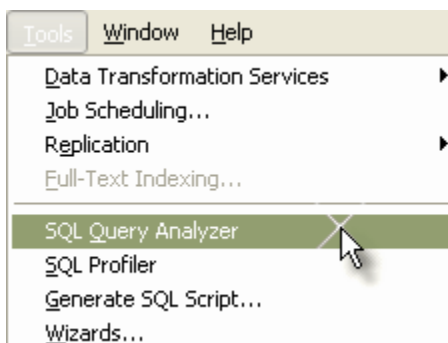 Tools Window Help
Data Transformation Services
Job Scheduling...
Replication
Full-Text Indexing...
SQL Query Analyzer
SQL Profiler
Generate SQL Script...
Wizards...